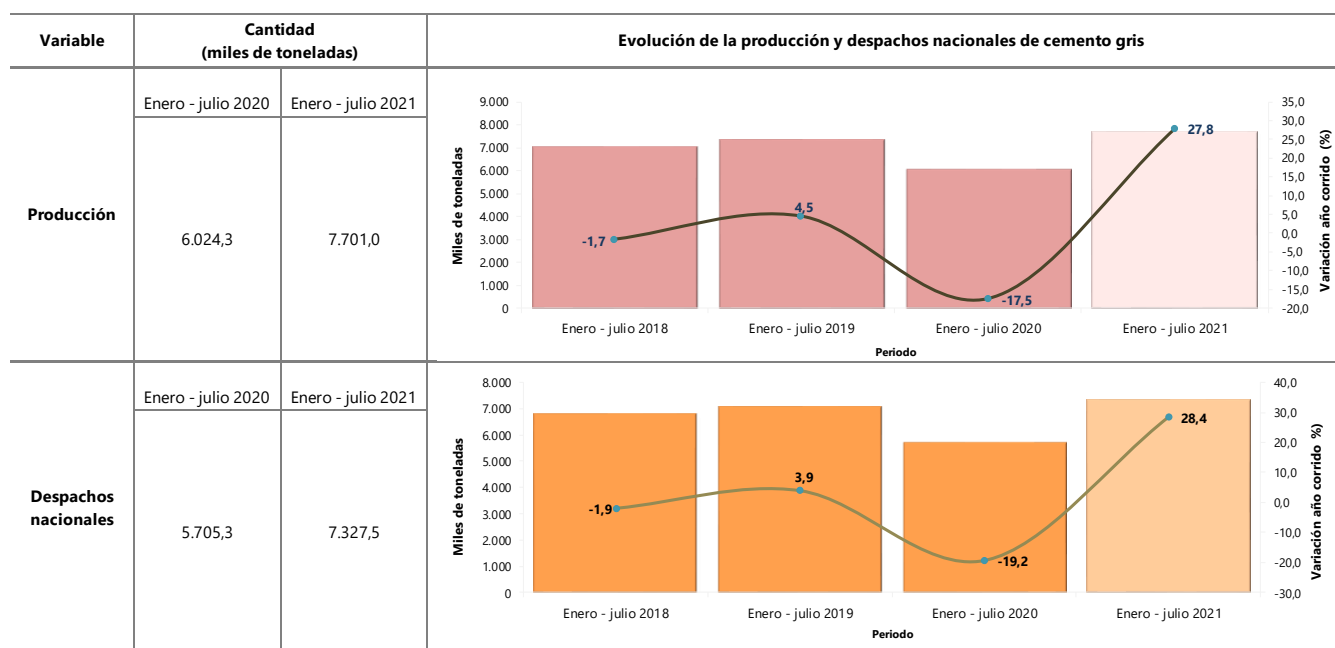 Variable
Cantidad
(miles de toneladas)
Evolución de la producción y despachos nacionales de cemento gris
Producción
Enero - julio 2020
Enero - julio 2021
6.024,3
7.701,0
Miles de toneladas
9.000
8.000
7.000
6.000
5.000
4.000
3.000
2.000
1.000
0
-1,7
4,5
-17,5
27,8
35,0
30,0
25,0
20,0
15,0
10,0
5,0
0,0
-5,0
-10,0
-15,0
-20,0
Variación año corrido (%)
Enero - julio 2018
Enero - julio 2019
Enero - julio 2020
Enero - julio 2021
Periodo
Despachos
nacionales
Enero - julio 2020
Enero - julio 2021
5.705,3
7.327,5
Miles de toneladas
8.000
7.000
6.000
5.000
4.000
3.000
2.000
1.000
0
-1,9
3,9
-19,2
28,4
40,0
30,0
20,0
10,0
0,0
-10,0
-20,0
-30,0
Variación año corrido %)
Enero - julio 2018
Enero - julio 2019
Enero - julio 2020
Enero - julio 2021
Periodo